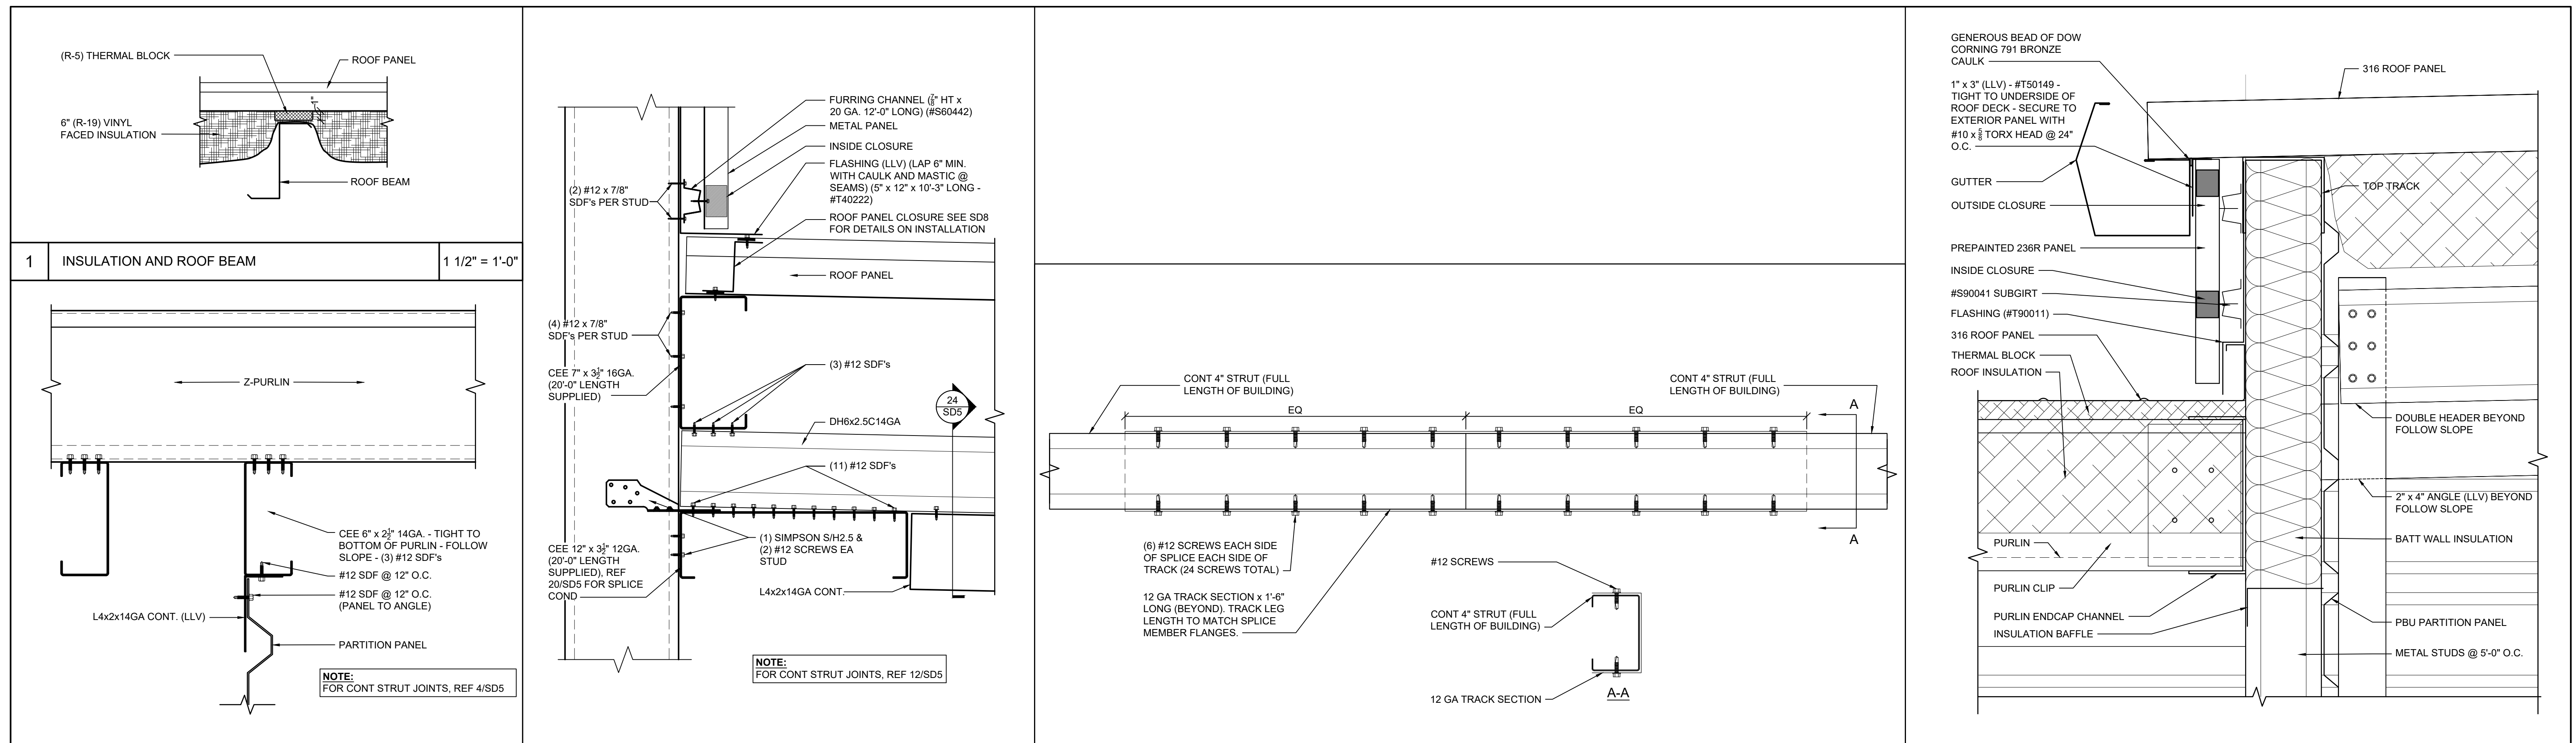 (R-5) THERMAL BLOCK
ROOF PANEL
1"
6" (R-19) VINYL
FACED INSULATION
ROOF BEAM
1
INSULATION AND ROOF BEAM
1 1/2" = 1'-0"
Z-PURLIN
CEE 6" x 2½" 14GA. - TIGHT TO
BOTTOM OF PURLIN - FOLLOW
SLOPE - (3) #12 SDF's
#12 SDF @ 12" O.C.
#12 SDF @ 12" O.C.
(PANEL TO ANGLE)
L4x2x14GA CONT. (LLV)
PARTITION PANEL
NOTE:
FOR CONT STRUT JOINTS, REF 4/SD5
FURRING CHANNEL (⅞" HT x
20 GA. 12'-0" LONG) (#S60442)
METAL PANEL
INSIDE CLOSURE
FLASHING (LLV) (LAP 6" MIN.
WITH CAULK AND MASTIC @
SEAMS) (5" x 12" x 10'-3" LONG -
#T40222)
(2) #12 x 7/8"
SDF's PER STUD
ROOF PANEL CLOSURE SEE SD8
FOR DETAILS ON INSTALLATION
ROOF PANEL
(4) #12 x 7/8"
SDF's PER STUD
CEE 7" x 3½" 16GA.
(20'-0" LENGTH
SUPPLIED)
(3) #12 SDF's
24
SD5
DH6x2.5C14GA
(11) #12 SDF's
(1) SIMPSON S/H2.5 &
(2) #12 SCREWS EA
STUD
CEE 12" x 3½" 12GA.
(20'-0" LENGTH
SUPPLIED), REF
20/SD5 FOR SPLICE
COND
L4x2x14GA CONT.
NOTE:
FOR CONT STRUT JOINTS, REF 12/SD5
CONT 4" STRUT (FULL
LENGTH OF BUILDING)
CONT 4" STRUT (FULL
LENGTH OF BUILDING)
EQ
EQ
A
A
(6) #12 SCREWS EACH SIDE
OF SPLICE EACH SIDE OF
TRACK (24 SCREWS TOTAL)
12 GA TRACK SECTION x 1'-6"
LONG (BEYOND). TRACK LEG
LENGTH TO MATCH SPLICE
MEMBER FLANGES.
#12 SCREWS
CONT 4" STRUT (FULL
LENGTH OF BUILDING)
12 GA TRACK SECTION
A-A
GENEROUS BEAD OF DOW
CORNING 791 BRONZE
CAULK
1" x 3" (LLV) - #T50149 -
TIGHT TO UNDERSIDE OF
ROOF DECK - SECURE TO
EXTERIOR PANEL WITH
#10 x ⅝ TORX HEAD @ 24"
O.C.
GUTTER
OUTSIDE CLOSURE
PREPAINTED 236R PANEL
INSIDE CLOSURE
#S90041 SUBGIRT
FLASHING (#T90011)
316 ROOF PANEL
THERMAL BLOCK
ROOF INSULATION
PURLIN
PURLIN CLIP
PURLIN ENDCAP CHANNEL
INSULATION BAFFLE
316 ROOF PANEL
TOP TRACK
DOUBLE HEADER BEYOND
FOLLOW SLOPE
2" x 4" ANGLE (LLV) BEYOND
FOLLOW SLOPE
BATT WALL INSULATION
PBU PARTITION PANEL
METAL STUDS @ 5'-0" O.C.